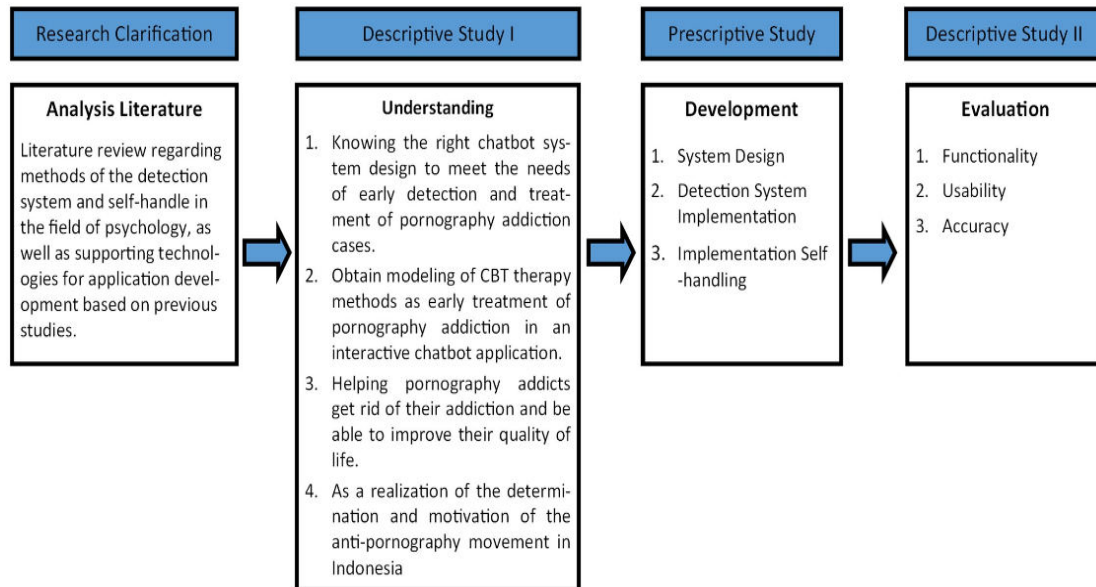 Research Clarification
Analysis Literature
Literature review regarding
methods of the detection
system and self-handle in
the field of psychology, as
well as supporting technol-
ogies for application devel-
opment based on previous
studies.
Descriptive Study I
Understanding
1. Knowing the right chatbot sys-
tem design to meet the needs
of early detection and treat-
ment of pornography addiction
cases.
2. Obtain modeling of CBT therapy
methods as early treatment of
pornography addiction in an
interactive chatbot application.
3. Helping pornography addicts
get rid of their addiction and be
able to improve their quality of
life.
4. As a realization of the determi-
nation and motivation of the
anti-pornography movement in
Indonesia
Prescriptive Study
Development
1. System Design
2. Detection System
Implementation
3. Implementation Self
-handling
Descriptive Study II
Evaluation
1. Functionality
2. Usability
3. Accuracy